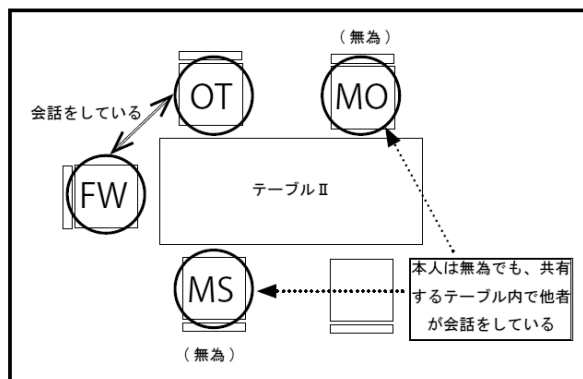 （無為）
OT
MO
会話をしている
FW
テーブルⅡ
MS
本人は無為でも、共有
するテーブル内で他者
が会話をしている
（無為）